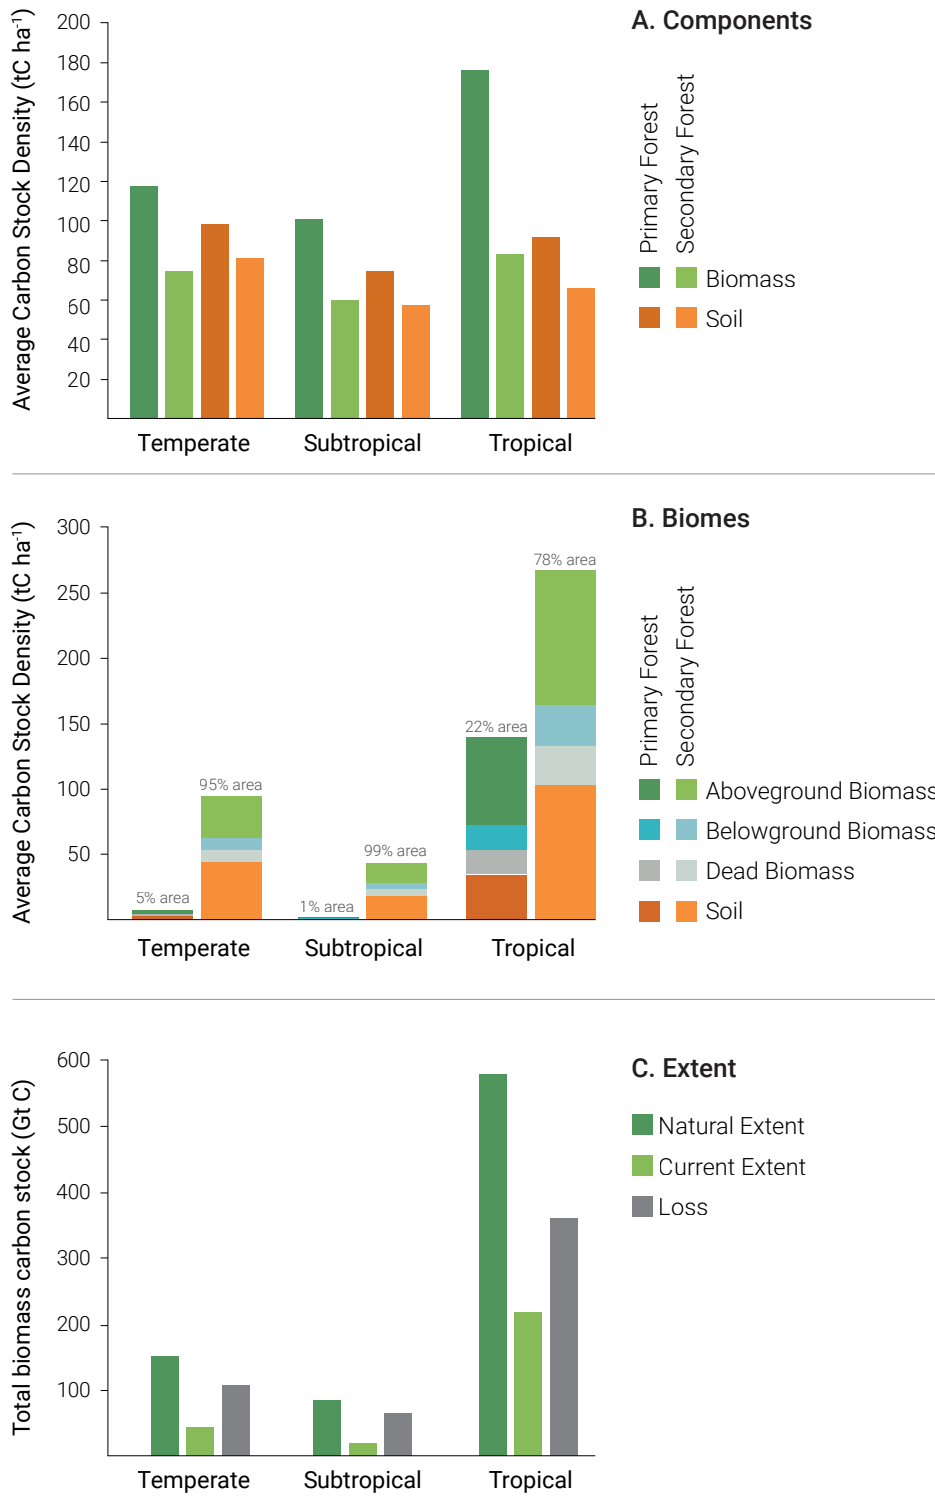 A. Components
Average Carbon Stock Density (tC ha⁻¹)
200
180
160
140
120
100
80
60
40
20
Temperate
Subtropical
Tropical
Primary Forest
Secondary Forest
Biomass
Soil
B. Biomes
Average Carbon Stock Density (tC ha⁻¹)
300
250
200
150
100
50
5% area
95% area
1% area
99% area
22% area
78% area
Temperate
Subtropical
Tropical
Primary Forest
Secondary Forest
Aboveground Biomass
Belowground Biomass
Dead Biomass
Soil
C. Extent
Total biomass carbon stock (Gt C)
600
500
400
300
200
100
Temperate
Subtropical
Tropical
Natural Extent
Current Extent
Loss